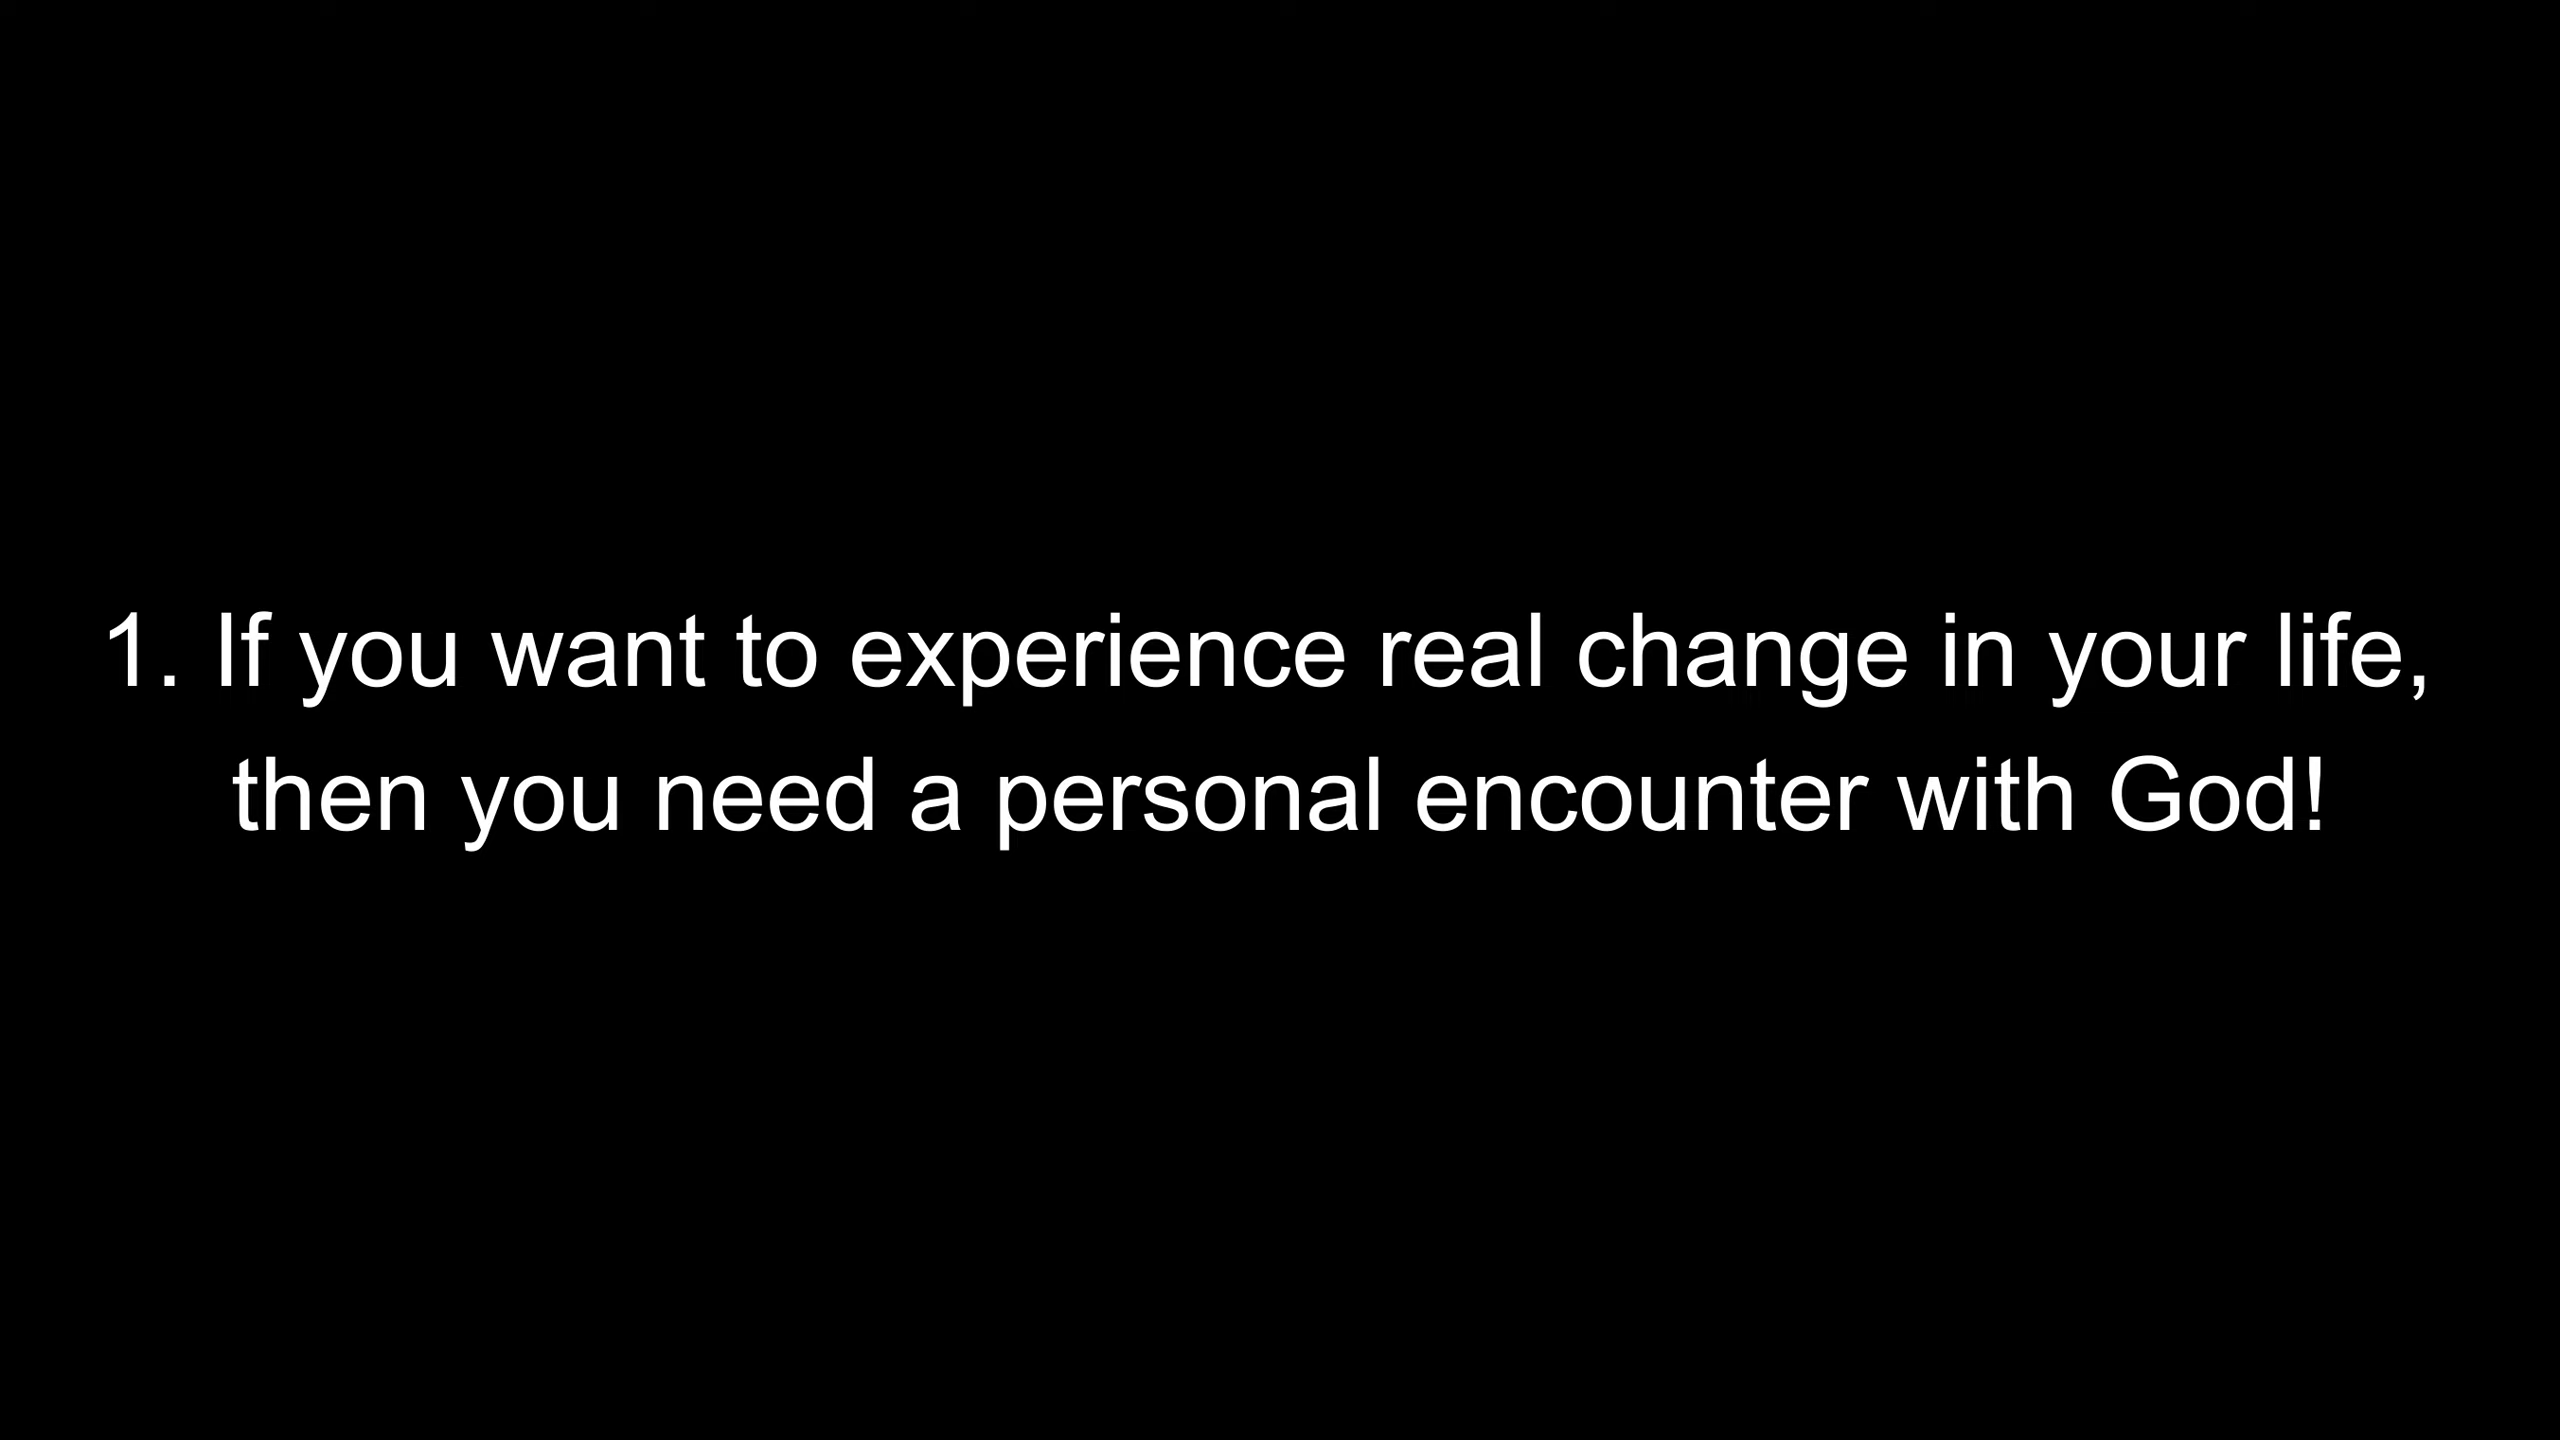 1. If you want to experience real change in your life,
then you need a personal encounter with God!